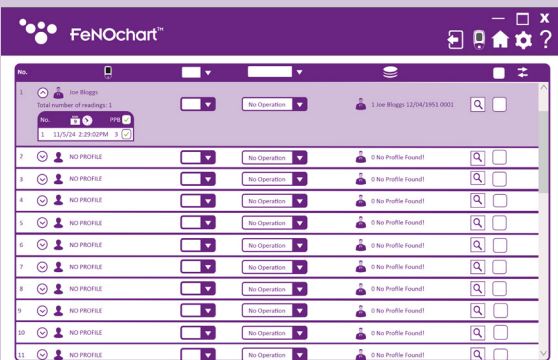 FeNOchart™
No.
1 Joe Bloggs No Operation 1 Joe Bloggs 12/04/1951 0001
Total number of readings: 1
No. PPB
1 11/5/24 2:29:02PM 3
2 NO PROFILE No Operation 0 No Profile Found!
3 NO PROFILE No Operation 0 No Profile Found!
4 NO PROFILE No Operation 0 No Profile Found!
5 NO PROFILE No Operation 0 No Profile Found!
6 NO PROFILE No Operation 0 No Profile Found!
7 NO PROFILE No Operation 0 No Profile Found!
8 NO PROFILE No Operation 0 No Profile Found!
9 NO PROFILE No Operation 0 No Profile Found!
10 NO PROFILE No Operation 0 No Profile Found!
11 NO PROFILE No Operation 0 No Profile Found!